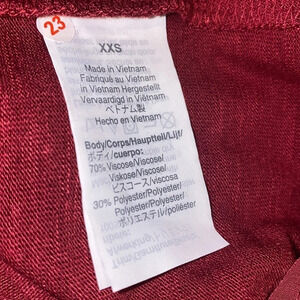 23
XXS
Made in Vietnam
Fabriqué au Vietnam
in Vietnam Hergestellt
Vervaardigd in Vietnam
ベトナム製
Hecho en Vietnam
Body/Corps/Hauptteil/Lijf/
ボディ/cuerpo:
70% Viscose/Viscose/
Viskose/Viscose/
ビスコース/viscosa
30% Polyester/Polyester/
Polyester/Polyester/
ポリエステル/poliéster